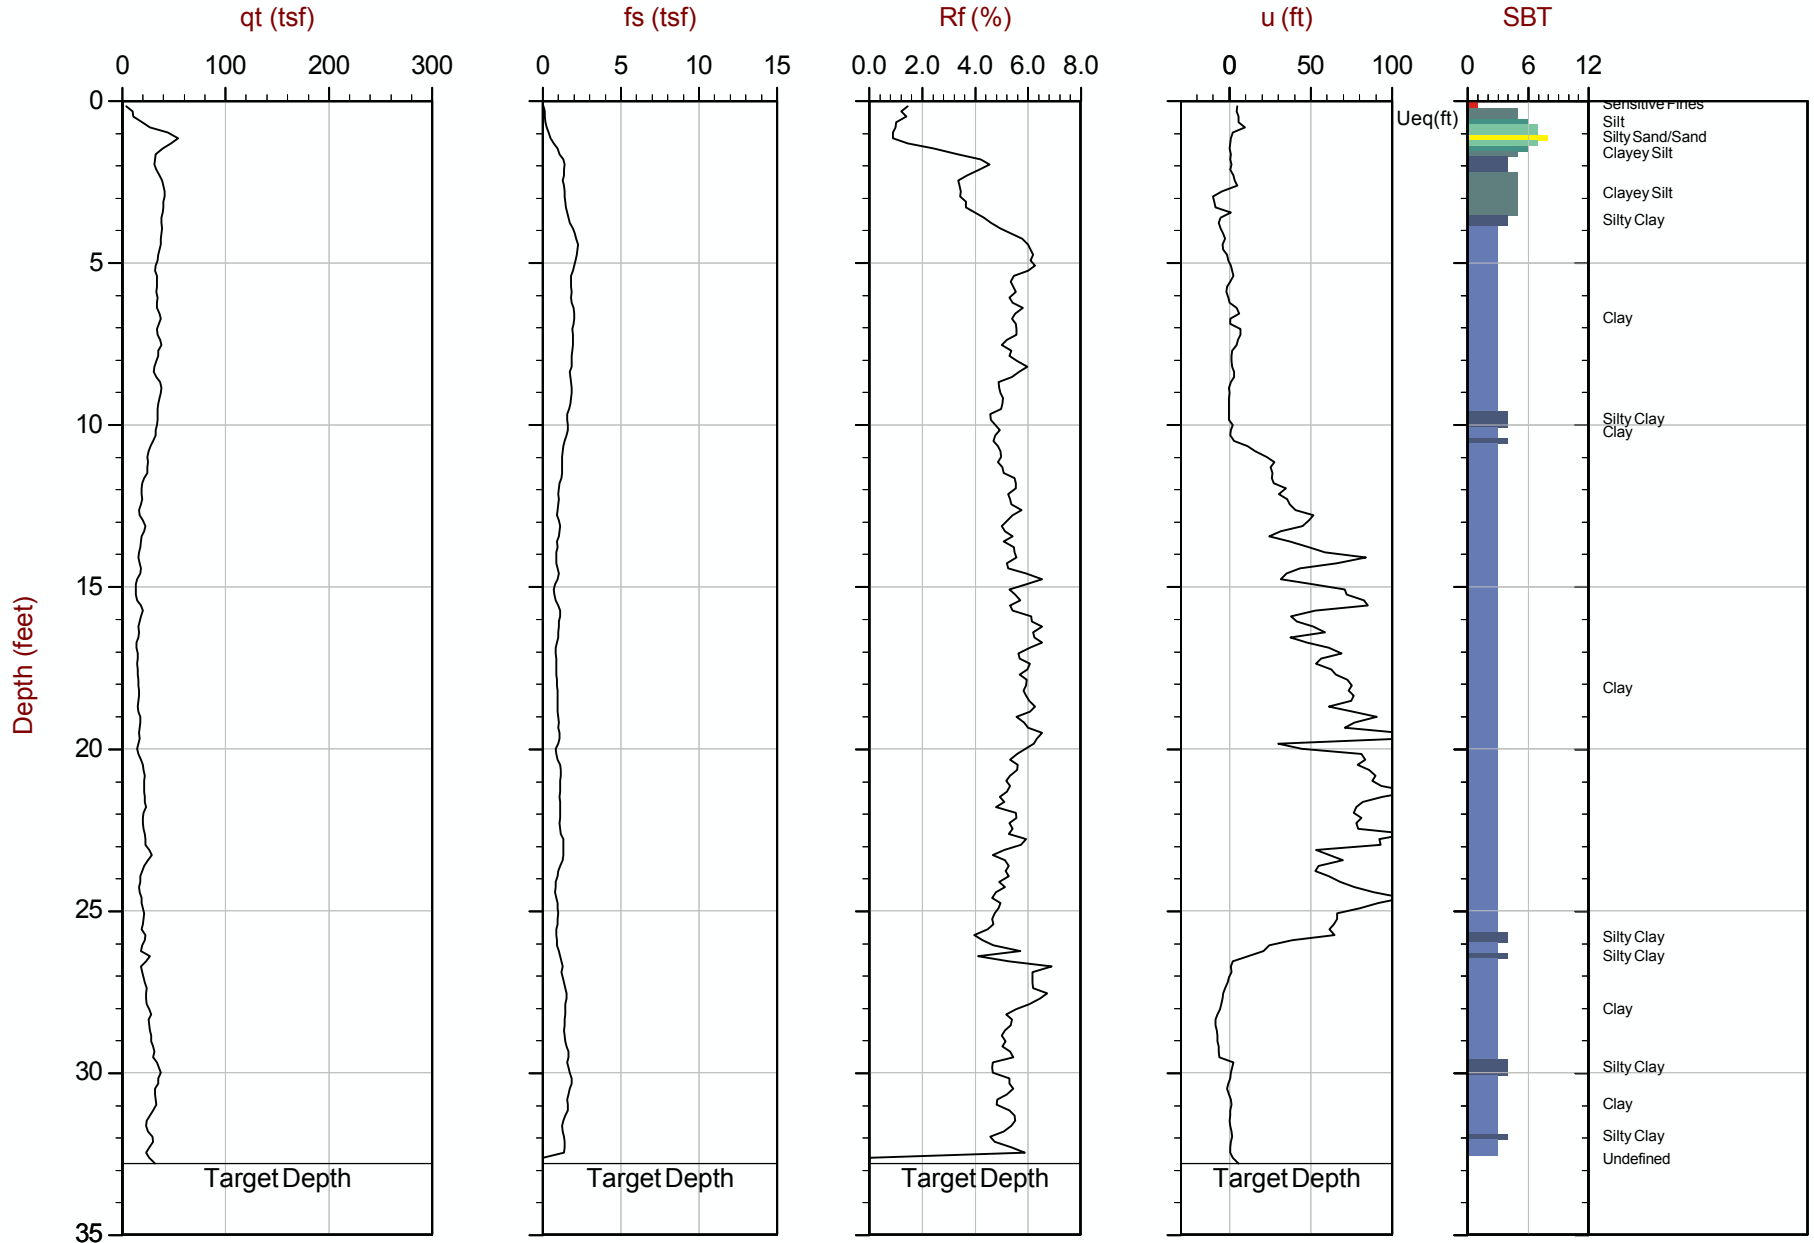 qt (tsf) fs (tsf) Rf (%) u (ft) SBT
0 100 200 300 0 5 10 15 0.0 2.0 4.0 6.0 8.0 0 50 100 0 6 12
0
Ueq(ft)
Sensitive Fines
Silt
Silty Sand/Sand
Clayey Silt
Clayey Silt
Silty Clay
5
Clay
Silty Clay
10
Clay
15
Depth (feet)
Clay
20
25
Silty Clay
Silty Clay
Clay
Silty Clay
30
Clay
Silty Clay
Undefined
Target Depth Target Depth Target Depth Target Depth
35